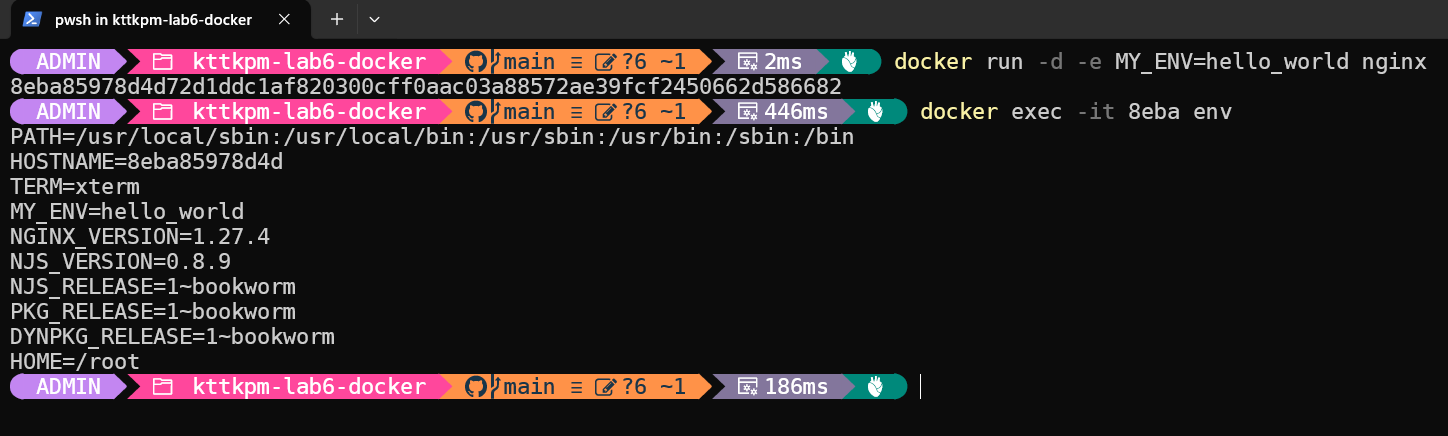 pwsh in kttkpm-lab6-docker
ADMIN kttkpm-lab6-docker main ≡ ?6 ~1 2ms docker run -d -e MY_ENV=hello_world nginx
8eba85978d4d72d1ddc1af820300cff0aac03a88572ae39fcf2450662d586682
ADMIN kttkpm-lab6-docker main ≡ ?6 ~1 446ms docker exec -it 8eba env
PATH=/usr/local/sbin:/usr/local/bin:/usr/sbin:/usr/bin:/sbin:/bin
HOSTNAME=8eba85978d4d
TERM=xterm
MY_ENV=hello_world
NGINX_VERSION=1.27.4
NJS_VERSION=0.8.9
NJS_RELEASE=1~bookworm
PKG_RELEASE=1~bookworm
DYNPKG_RELEASE=1~bookworm
HOME=/root
ADMIN kttkpm-lab6-docker main ≡ ?6 ~1 186ms